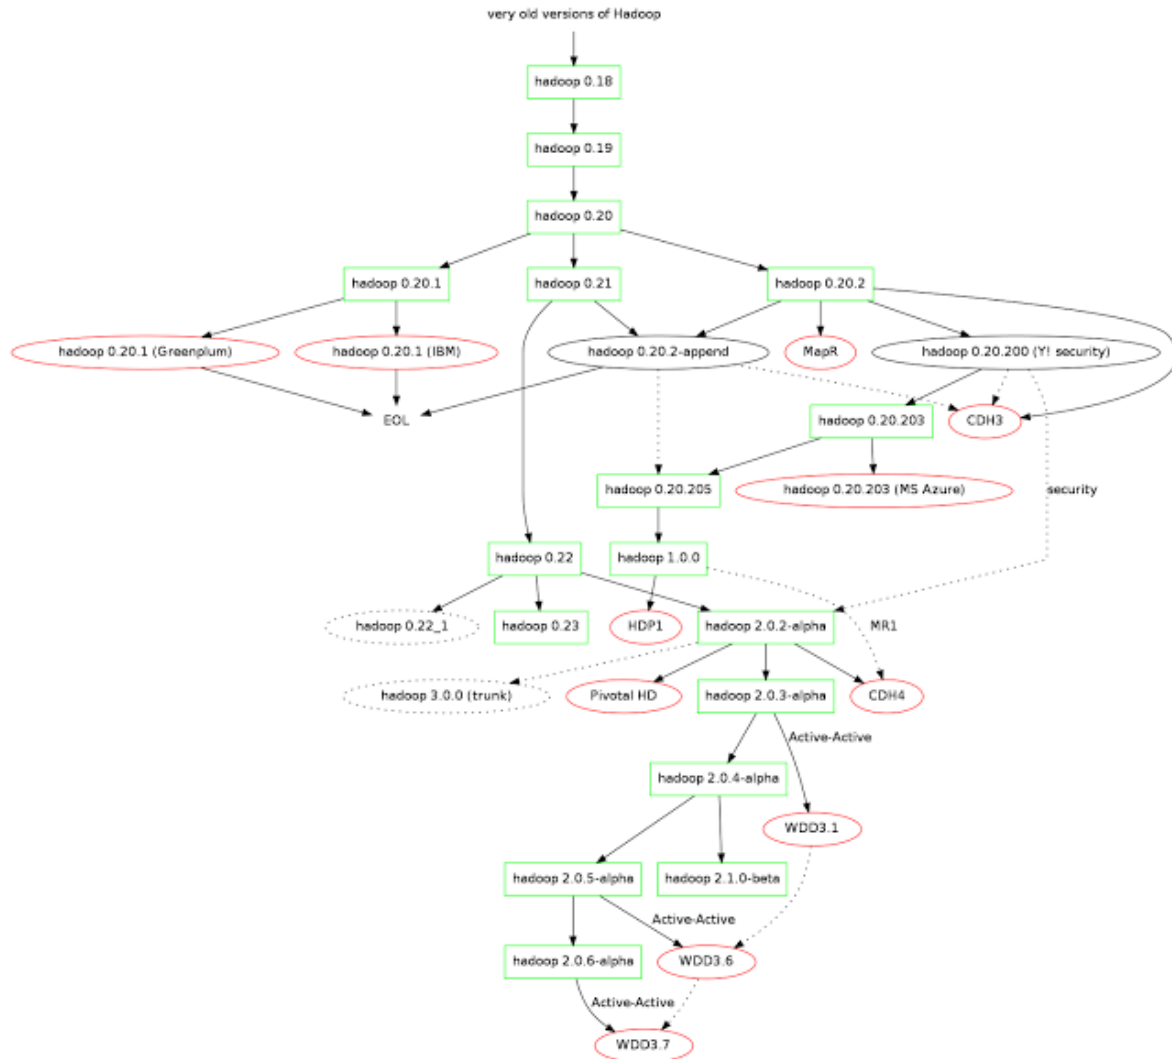 very old versions of Hadoop
hadoop 0.18
hadoop 0.19
hadoop 0.20
hadoop 0.20.1
hadoop 0.21
hadoop 0.20.2
hadoop 0.20.1 (Greenplum)
hadoop 0.20.1 (IBM)
hadoop 0.20.2-append
MapR
hadoop 0.20.200 (Y! security)
EOL
hadoop 0.20.203
CDH3
hadoop 0.20.205
hadoop 0.20.203 (MS Azure)
security
hadoop 0.22
hadoop 1.0.0
hadoop 0.22_1
hadoop 0.23
HDP1
hadoop 2.0.2-alpha
MR1
hadoop 3.0.0 (trunk)
Pivotal HD
hadoop 2.0.3-alpha
CDH4
Active-Active
hadoop 2.0.4-alpha
WDD3.1
hadoop 2.0.5-alpha
hadoop 2.1.0-beta
Active-Active
hadoop 2.0.6-alpha
WDD3.6
Active-Active
WDD3.7